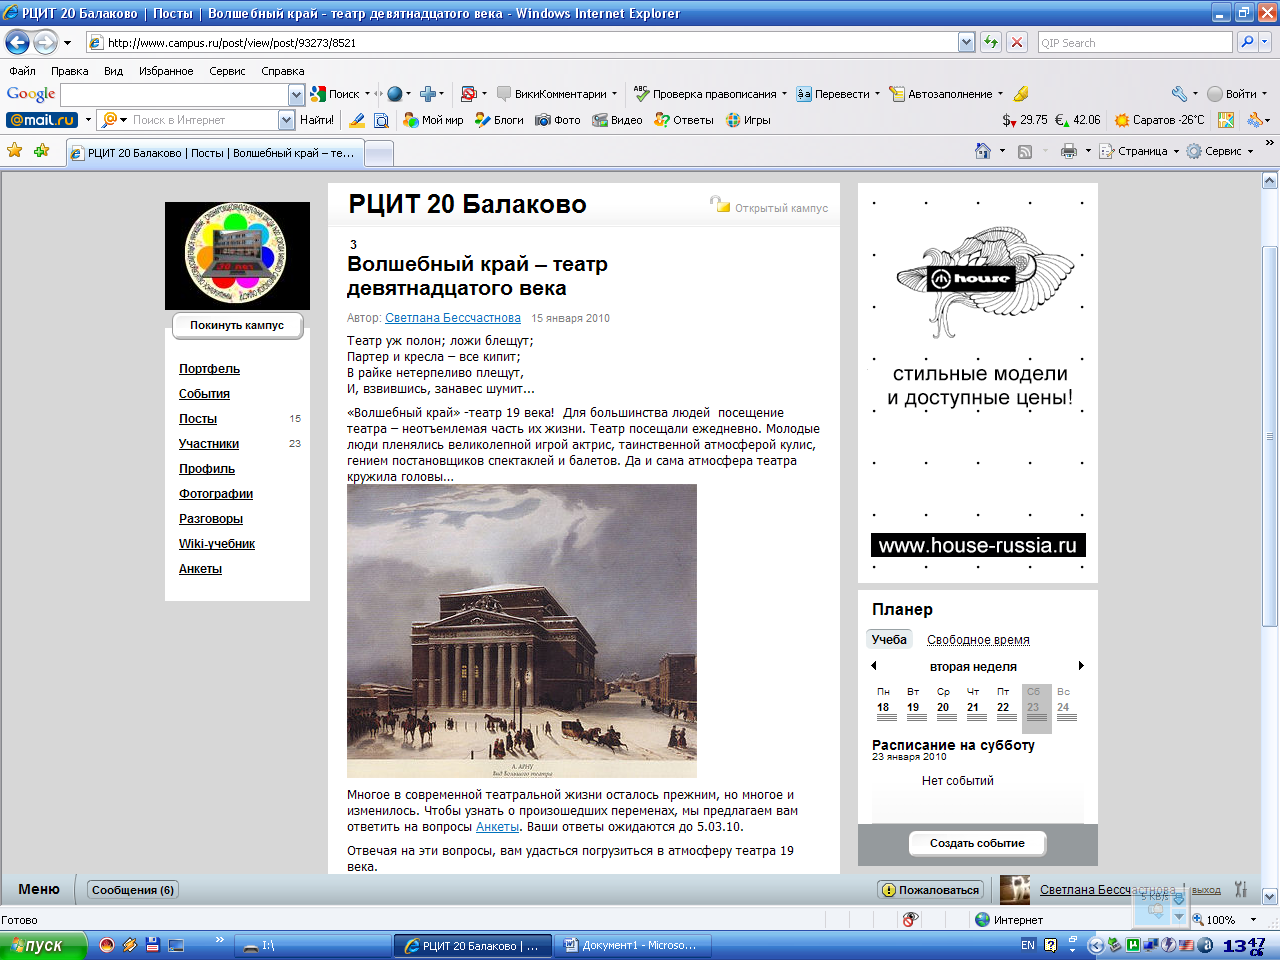 РЦИТ 20 Балаково | Посты | Волшебный край - театр девятнадцатого века - Windows Internet Explorer
http://www.campus.ru/post/view/post/93273/8521
QIP Search
Файл Правка Вид Избранное Сервис Справка
Google Поиск ВикиКомментарии Проверка правописания Перевести Автозаполнение Войти
@mail.ru Поиск в Интернет Найти! Мой мир Блоги Фото Видео Ответы Игры $ 29.75 € 42.06 Саратов -26°C
РЦИТ 20 Балаково | Посты | Волшебный край – те... Страница Сервис
РЦИТ 20 Балаково
Открытый кампус
Покинуть кампус
Портфель
События
Посты 15
Участники 23
Профиль
Фотографии
Разговоры
Wiki-учебник
Анкеты
3
Волшебный край – театр
девятнадцатого века
Автор: Светлана Бессчастнова 15 января 2010
Театр уж полон; ложи блещут;
Партер и кресла – все кипит;
В райке нетерпеливо плещут,
И, взвившись, занавес шумит...
«Волшебный край» -театр 19 века! Для большинства людей посещение
театра – неотъемлемая часть их жизни. Театр посещали ежедневно. Молодые
люди пленялись великолепной игрой актрис, таинственной атмосферой кулис,
гением постановщиков спектаклей и балетов. Да и сама атмосфера театра
кружила головы...
А. АРНУ
Вид Большого театра
Многое в современной театральной жизни осталось прежним, но многое и
изменилось. Чтобы узнать о произошедших переменах, мы предлагаем вам
ответить на вопросы Анкеты. Ваши ответы ожидаются до 5.03.10.
Отвечая на эти вопросы, вам удасться погрузиться в атмосферу театра 19
века.
house
стильные модели
и доступные цены!
www.house-russia.ru
Планер
Учеба Свободное время
вторая неделя
Пн Вт Ср Чт Пт Сб Вс
18 19 20 21 22 23 24
Расписание на субботу
23 января 2010
Нет событий
Создать событие
Меню Сообщения (6) Пожаловаться Светлана Бессчастнова | выход
5 KB/s
Готово Интернет 100%
пуск I:\ РЦИТ 20 Балаково | ... Документ1 - Microso... EN 13 47 Сб